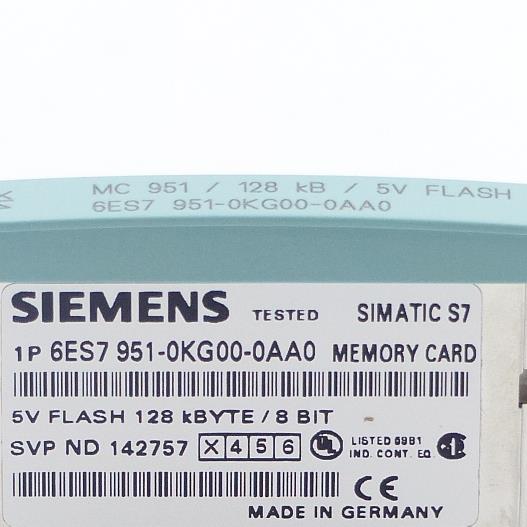 MC 951 / 128 kB / 5V FLASH
6ES7 951-0KG00-0AA0
SIEMENS TESTED SIMATIC S7
1P 6ES7 951-0KG00-0AA0 MEMORY CARD
5V FLASH 128 kBYTE / 8 BIT
SVP ND 142757 X 4 5 6 UL LISTED 69B1
IND. CONT. EQ.
CE
MADE IN GERMANY